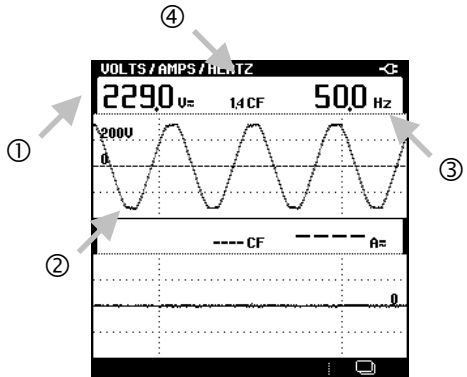 ④
VOLTS / AMPS / HERTZ
229.0 V≂ 1.4 CF 50.0 Hz
①
200V
0
③
②
---- CF ----- A≂
0